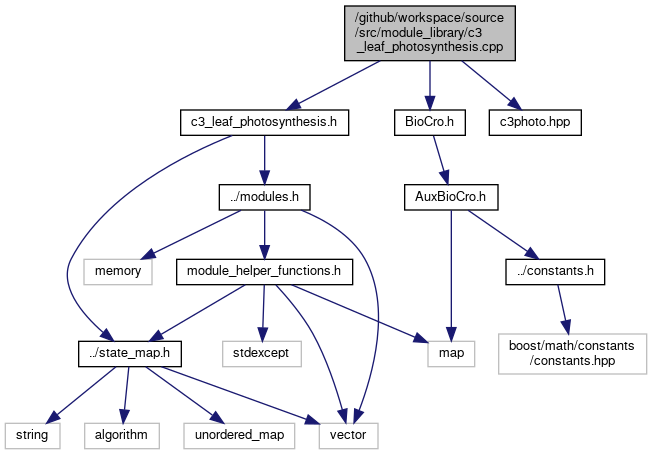 /github/workspace/source
/src/module_library/c3
_leaf_photosynthesis.cpp
c3_leaf_photosynthesis.h
BioCro.h
c3photo.hpp
../modules.h
AuxBioCro.h
memory
module_helper_functions.h
../constants.h
../state_map.h
stdexcept
map
boost/math/constants
/constants.hpp
string
algorithm
unordered_map
vector